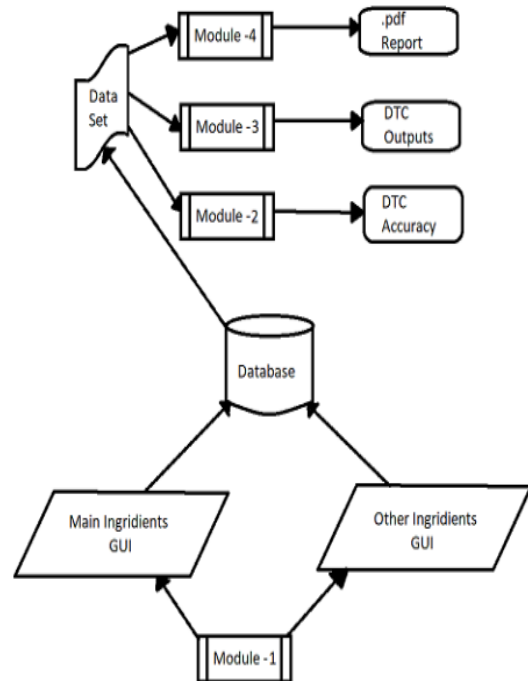 Module -4
.pdf
Report
Data
Set
Module -3
DTC
Outputs
Module -2
DTC
Accuracy
Database
Main Ingridients
GUI
Other Ingridients
GUI
Module -1